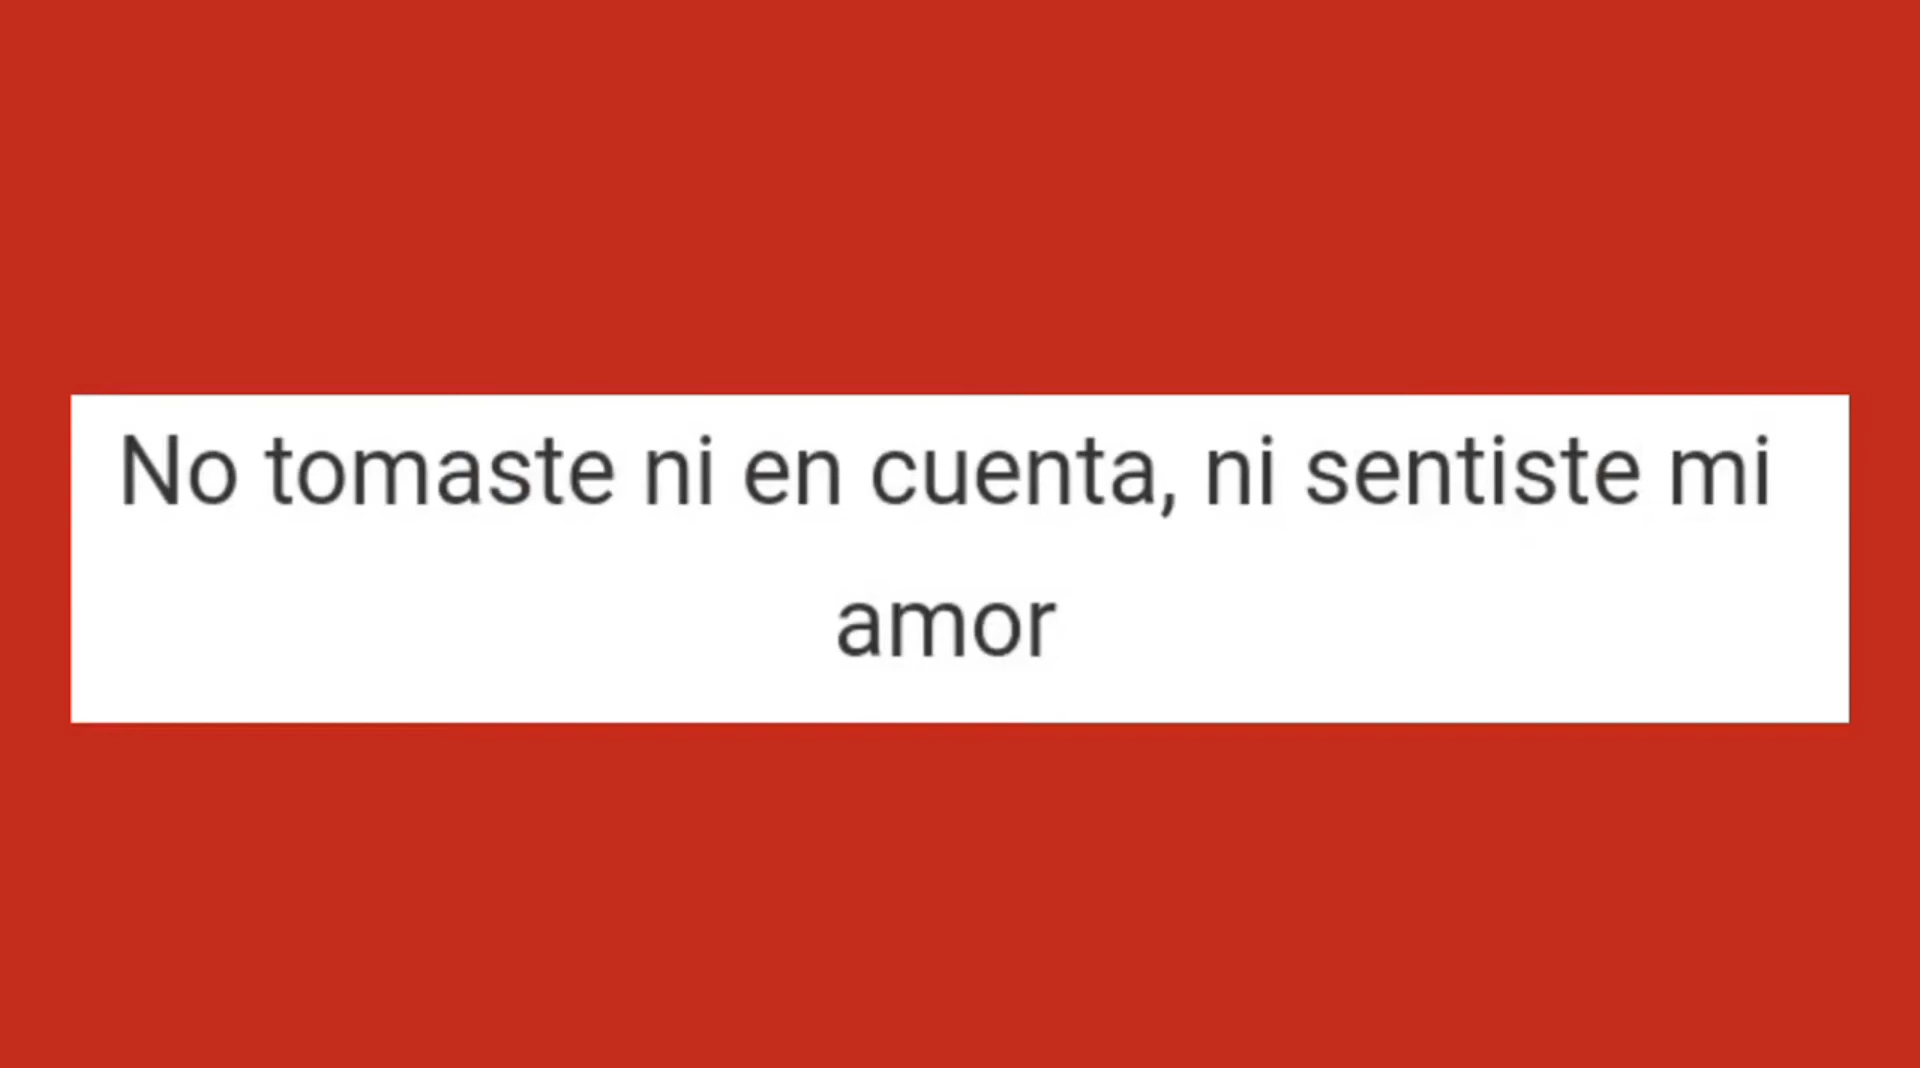 No tomaste ni en cuenta, ni sentiste mi
amor